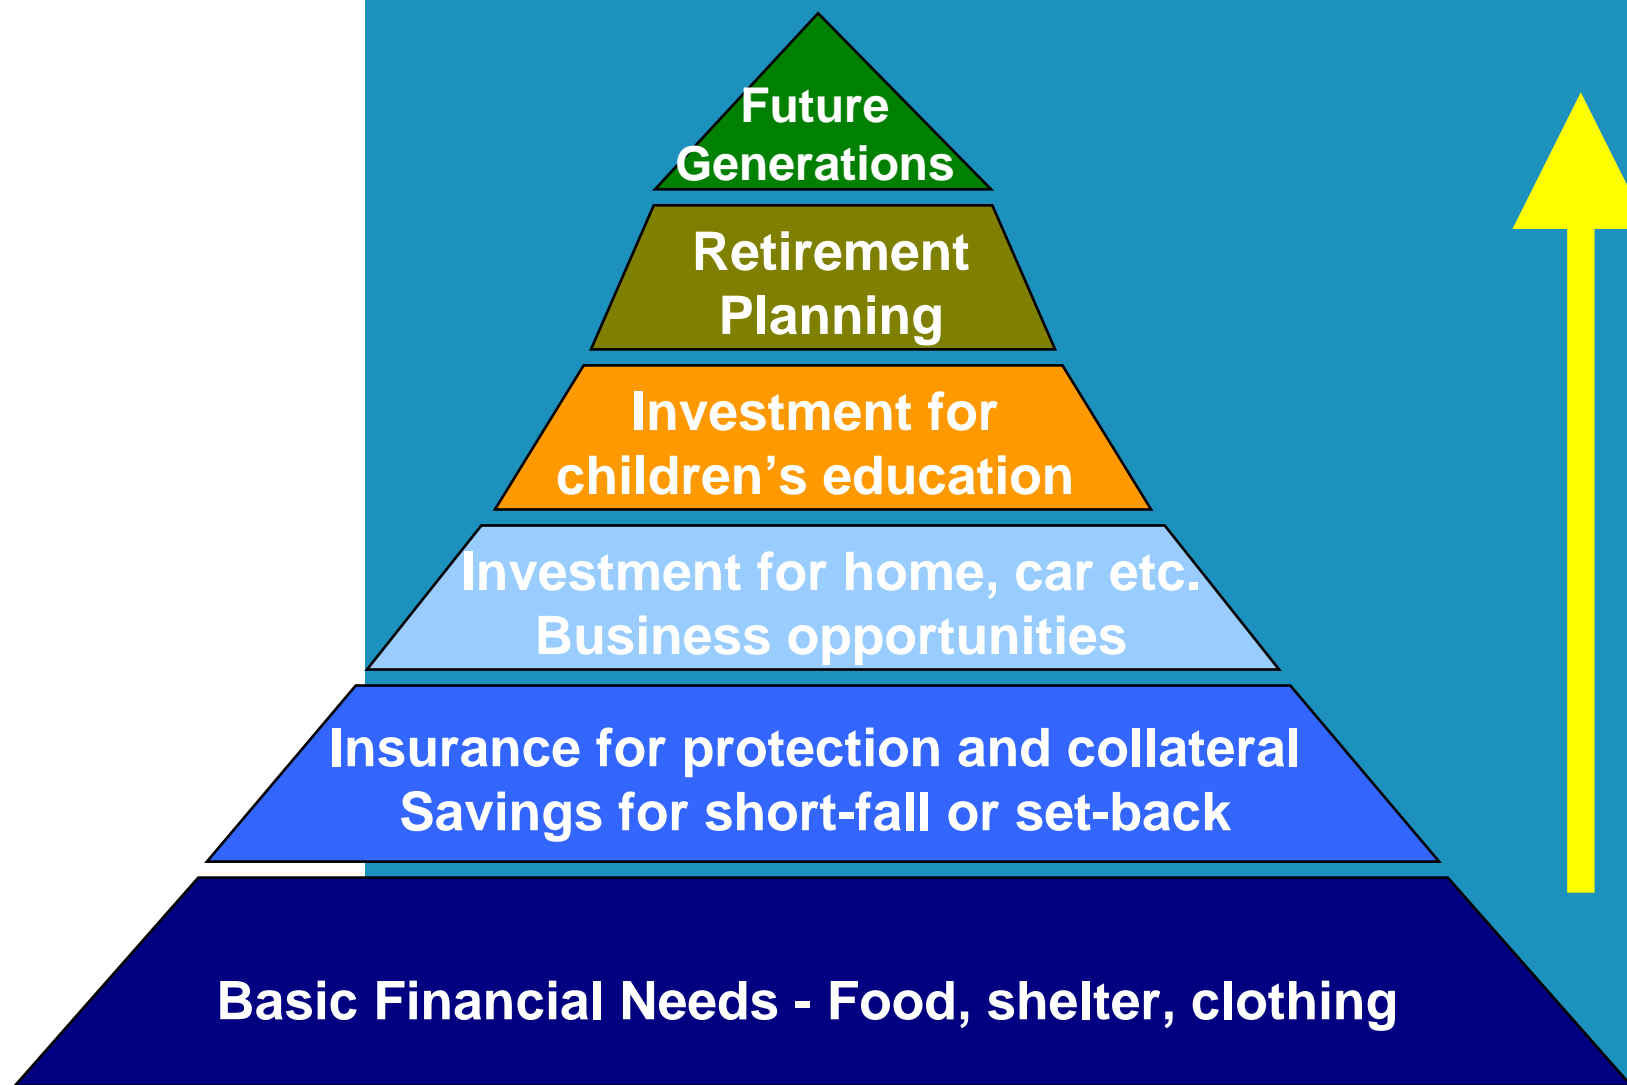 Future
Generations
Retirement
Planning
Investment for
children’s education
Investment for home, car etc.
Business opportunities
Insurance for protection and collateral
Savings for short-fall or set-back
Basic Financial Needs - Food, shelter, clothing